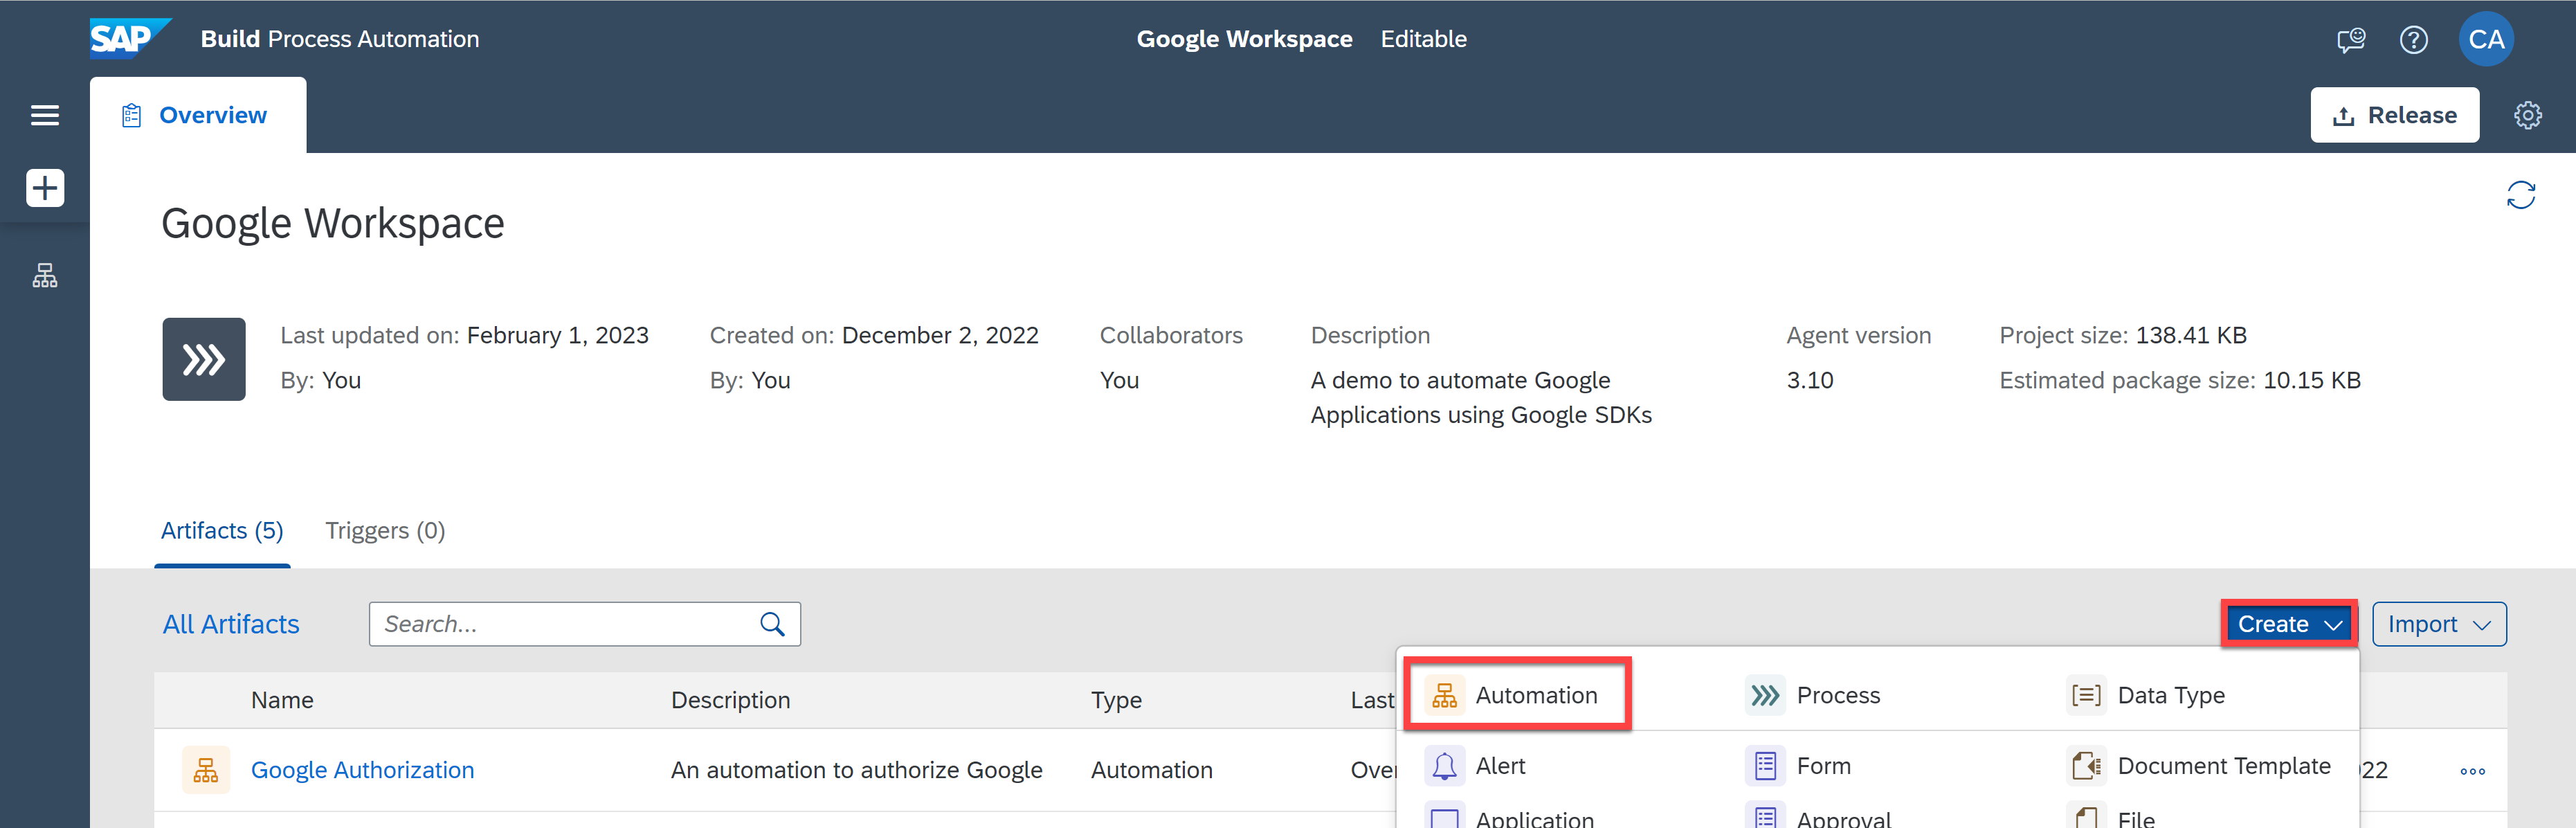 SAP Build Process Automation Google Workspace Editable CA
Overview Release
Google Workspace
Last updated on: February 1, 2023 Created on: December 2, 2022 Collaborators Description Agent version Project size: 138.41 KB
By: You By: You You A demo to automate Google 3.10 Estimated package size: 10.15 KB
Applications using Google SDKs
Artifacts (5) Triggers (0)
All Artifacts Search... Create Import
Automation Process Data Type
Name Description Type Last
Alert Form Document Template
Google Authorization An automation to authorize Google Automation Over 22
Application Approval File